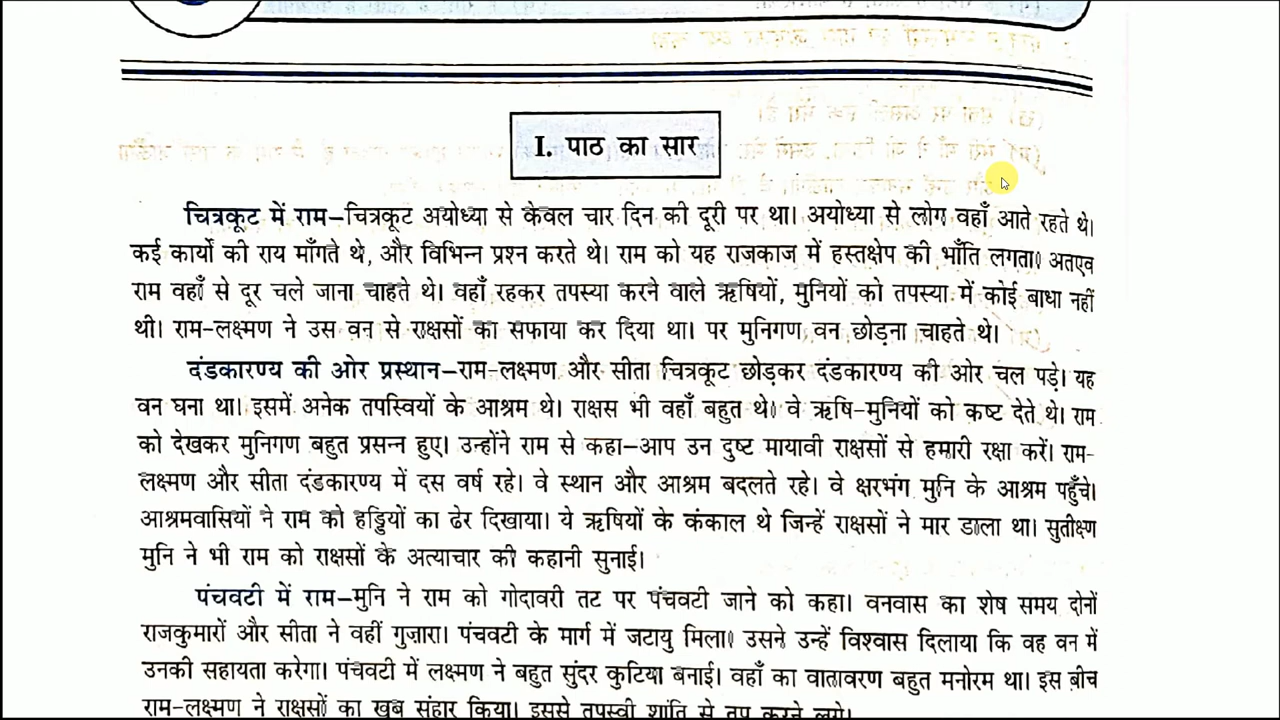 I. पाठ का सार
चित्रकूट में राम–चित्रकूट अयोध्या से केवल चार दिन की दूरी पर था। अयोध्या से लोग वहाँ आते रहते थे।
कई कार्यों की राय माँगते थे, और विभिन्न प्रश्न करते थे। राम को यह राजकाज में हस्तक्षेप की भाँति लगता। अतएव
राम वहाँ से दूर चले जाना चाहते थे। वहाँ रहकर तपस्या करने वाले ऋषियों, मुनियों को तपस्या में कोई बाधा नहीं
थी। राम-लक्ष्मण ने उस वन से राक्षसों का सफाया कर दिया था। पर मुनिगण वन छोड़ना चाहते थे।
दंडकारण्य की ओर प्रस्थान–राम-लक्ष्मण और सीता चित्रकूट छोड़कर दंडकारण्य की ओर चल पड़े। यह
वन घना था। इसमें अनेक तपस्वियों के आश्रम थे। राक्षस भी वहाँ बहुत थे। वे ऋषि-मुनियों को कष्ट देते थे। राम
को देखकर मुनिगण बहुत प्रसन्न हुए। उन्होंने राम से कहा–आप उन दुष्ट मायावी राक्षसों से हमारी रक्षा करें। राम-
लक्ष्मण और सीता दंडकारण्य में दस वर्ष रहे। वे स्थान और आश्रम बदलते रहे। वे क्षरभंग मुनि के आश्रम पहुँचे।
आश्रमवासियों ने राम को हड्डियों का ढेर दिखाया। ये ऋषियों के कंकाल थे जिन्हें राक्षसों ने मार डाला था। सुतीक्ष्ण
मुनि ने भी राम को राक्षसों के अत्याचार की कहानी सुनाई।
पंचवटी में राम–मुनि ने राम को गोदावरी तट पर पंचवटी जाने को कहा। वनवास का शेष समय दोनों
राजकुमारों और सीता ने वहीं गुज़ारा। पंचवटी के मार्ग में जटायु मिला। उसने उन्हें विश्वास दिलाया कि वह वन में
उनकी सहायता करेगा। पंचवटी में लक्ष्मण ने बहुत सुंदर कुटिया बनाई। वहाँ का वातावरण बहुत मनोरम था। इस बीच
राम-लक्ष्मण ने राक्षसों का खूब संहार किया। इससे तपस्वी शांति से तप करने लगे।